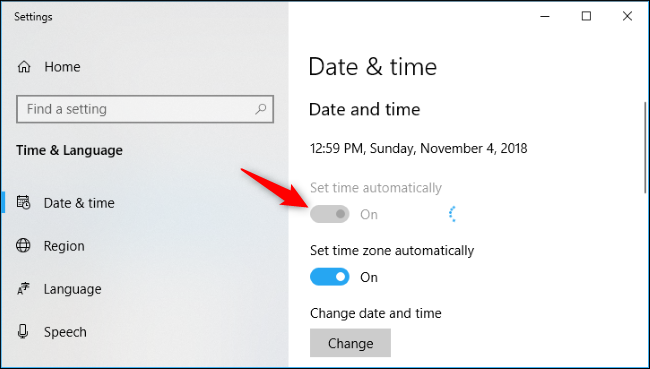 Settings
Home
Find a setting
Time & Language
Date & time
Region
Language
Speech
Date & time
Date and time
12:59 PM, Sunday, November 4, 2018
Set time automatically
On
Set time zone automatically
On
Change date and time
Change